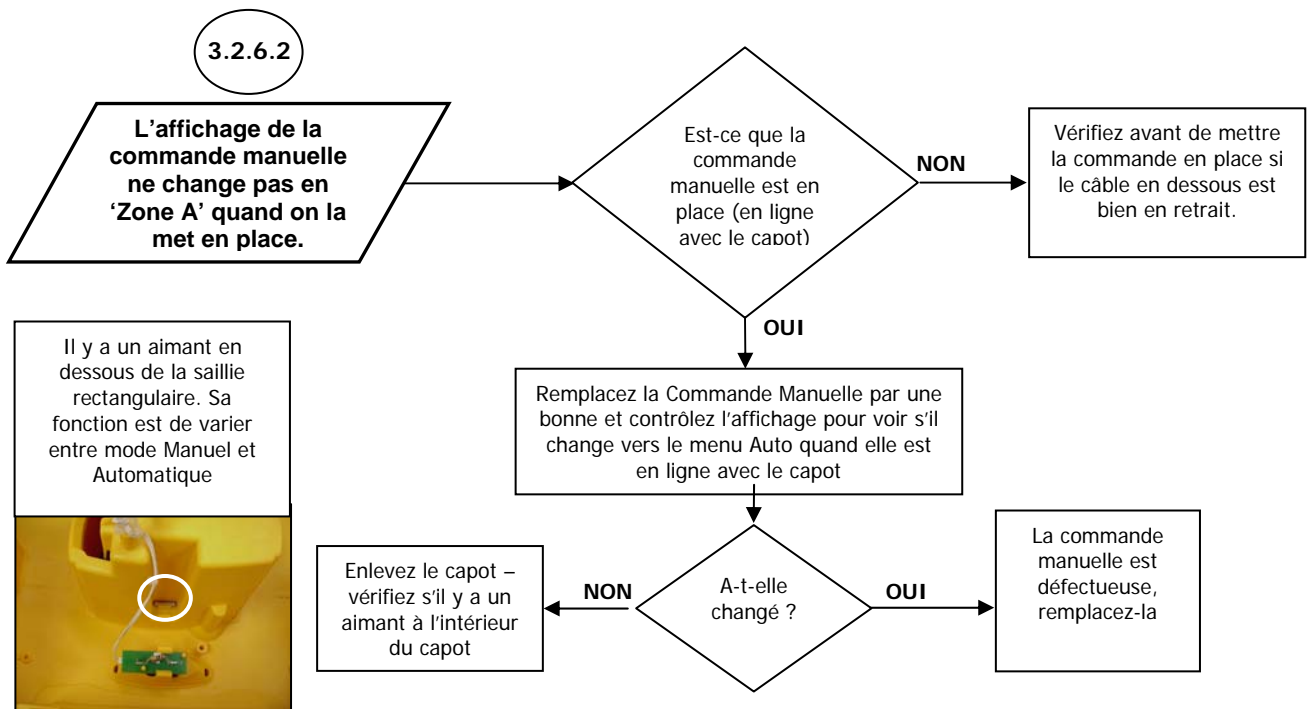 3.2.6.2
L'affichage de la
commande manuelle
ne change pas en
‘Zone A’ quand on la
met en place.
Est-ce que la
commande
manuelle est en
place (en ligne
avec le capot)
NON
Vérifiez avant de mettre
la commande en place si
le câble en dessous est
bien en retrait.
OUI
Il y a un aimant en
dessous de la saillie
rectangulaire. Sa
fonction est de varier
entre mode Manuel et
Automatique
Remplacez la Commande Manuelle par une
bonne et contrôlez l'affichage pour voir s'il
change vers le menu Auto quand elle est
en ligne avec le capot
Enlevez le capot –
vérifiez s'il y a un
aimant à l'intérieur
du capot
NON
A-t-elle
changé ?
OUI
La commande
manuelle est
défectueuse,
remplacez-la